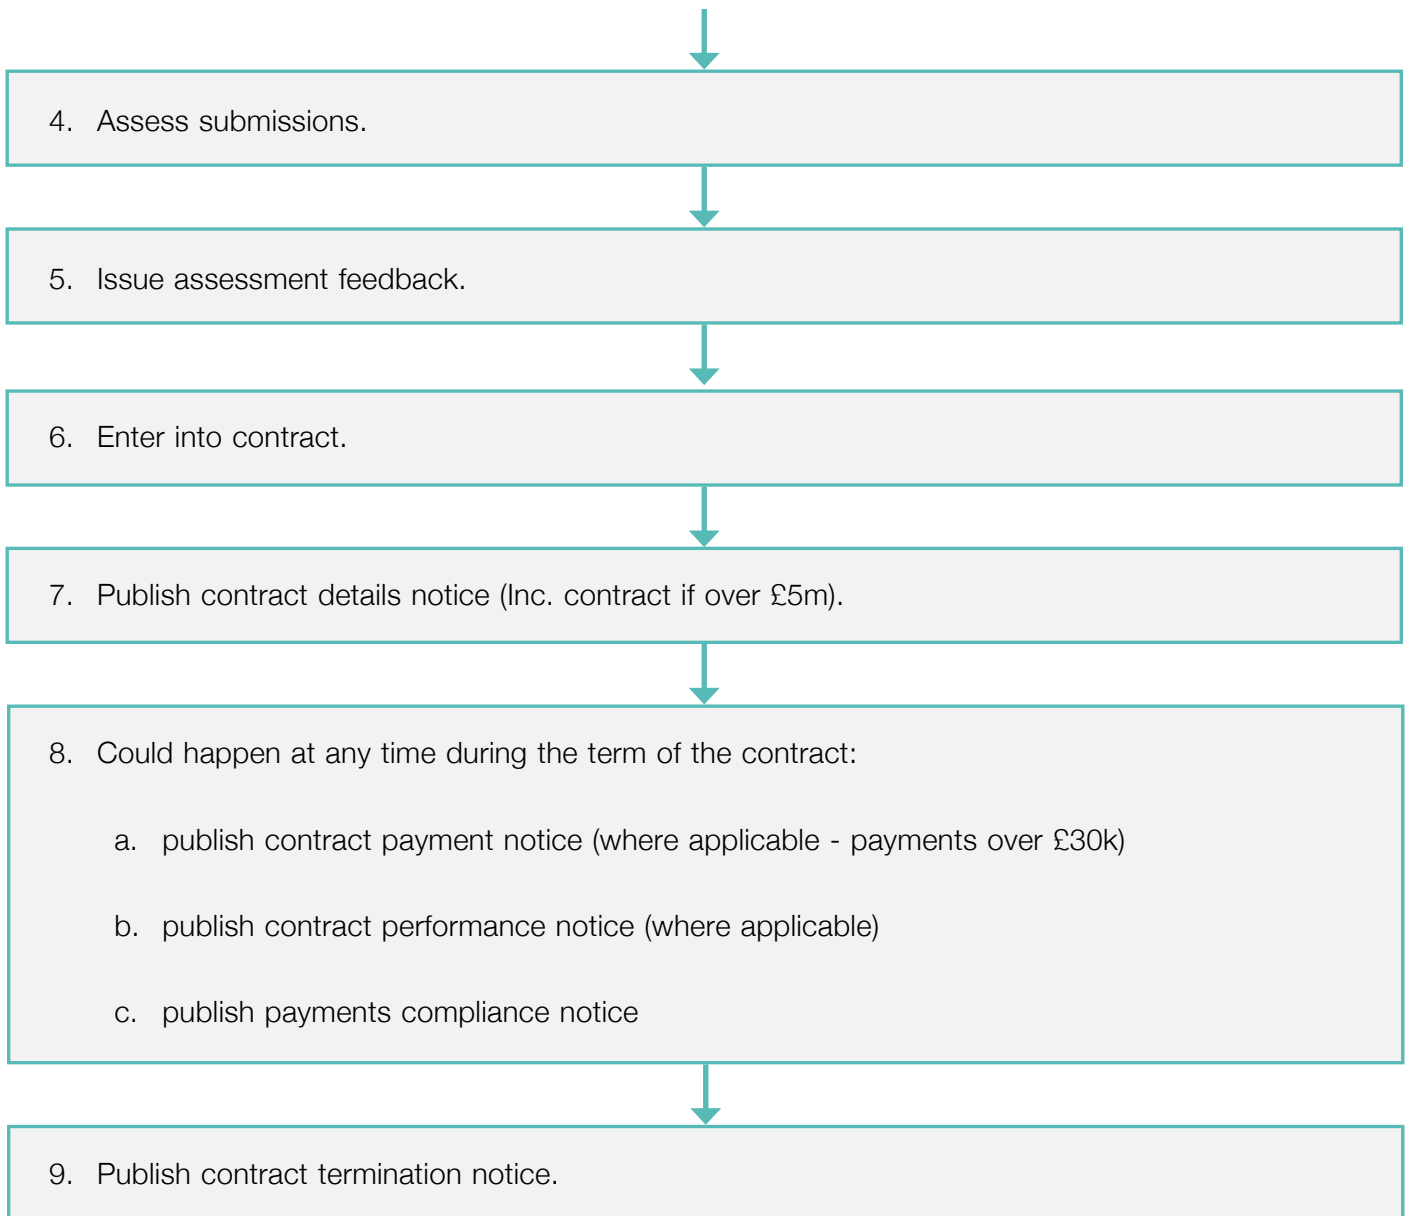 4. Assess submissions.
5. Issue assessment feedback.
6. Enter into contract.
7. Publish contract details notice (Inc. contract if over £5m).
8. Could happen at any time during the term of the contract:
a. publish contract payment notice (where applicable - payments over £30k)
b. publish contract performance notice (where applicable)
c. publish payments compliance notice
9. Publish contract termination notice.